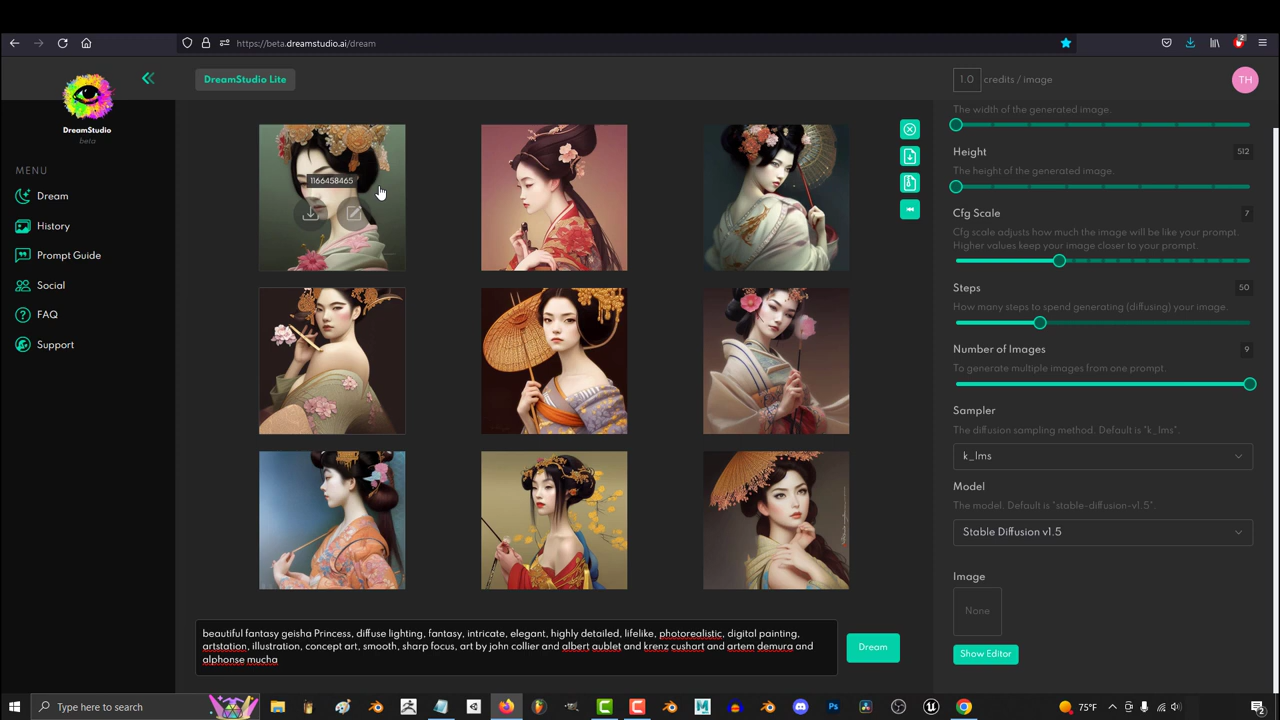 https://beta.dreamstudio.ai/dream
2
DreamStudio
beta
DreamStudio Lite
1.0 credits / image
TH
MENU
Dream
History
Prompt Guide
Social
FAQ
Support
1166458465
The width of the generated image.
Height
512
The height of the generated image.
Cfg Scale
7
Cfg scale adjusts how much the image will be like your prompt.
Higher values keep your image closer to your prompt.
Steps
50
How many steps to spend generating (diffusing) your image.
Number of Images
9
To generate multiple images from one prompt.
Sampler
The diffusion sampling method. Default is "k_lms".
k_lms
Model
The model. Default is "stable-diffusion-v1.5".
Stable Diffusion v1.5
Image
None
Show Editor
beautiful fantasy geisha Princess, diffuse lighting, fantasy, intricate, elegant, highly detailed, lifelike, photorealistic, digital painting,
artstation, illustration, concept art, smooth, sharp focus, art by john collier and albert aublet and krenz cushart and artem demura and
alphonse mucha
Dream
Type here to search
75°F
2